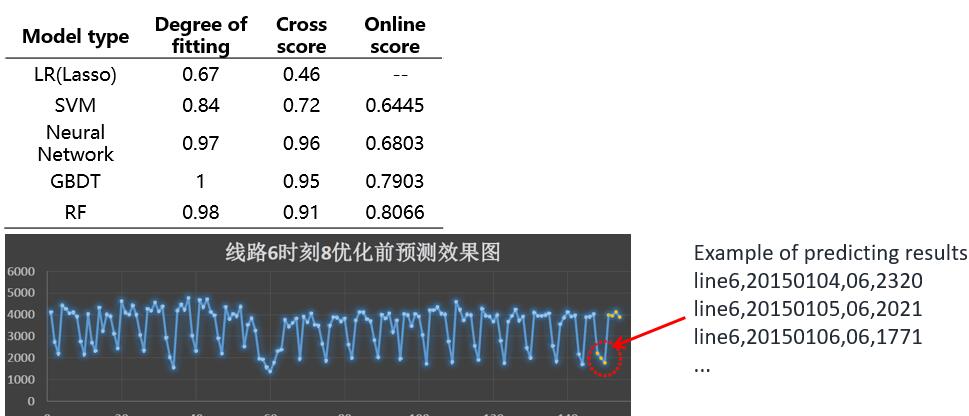 Model type Degree of fitting Cross score Online score
LR(Lasso) 0.67 0.46 --
SVM 0.84 0.72 0.6445
Neural Network 0.97 0.96 0.6803
GBDT 1 0.95 0.7903
RF 0.98 0.91 0.8066
线路6时刻8优化前预测效果图
6000
5000
4000
3000
2000
1000
0
Example of predicting results
line6,20150104,06,2320
line6,20150105,06,2021
line6,20150106,06,1771
...